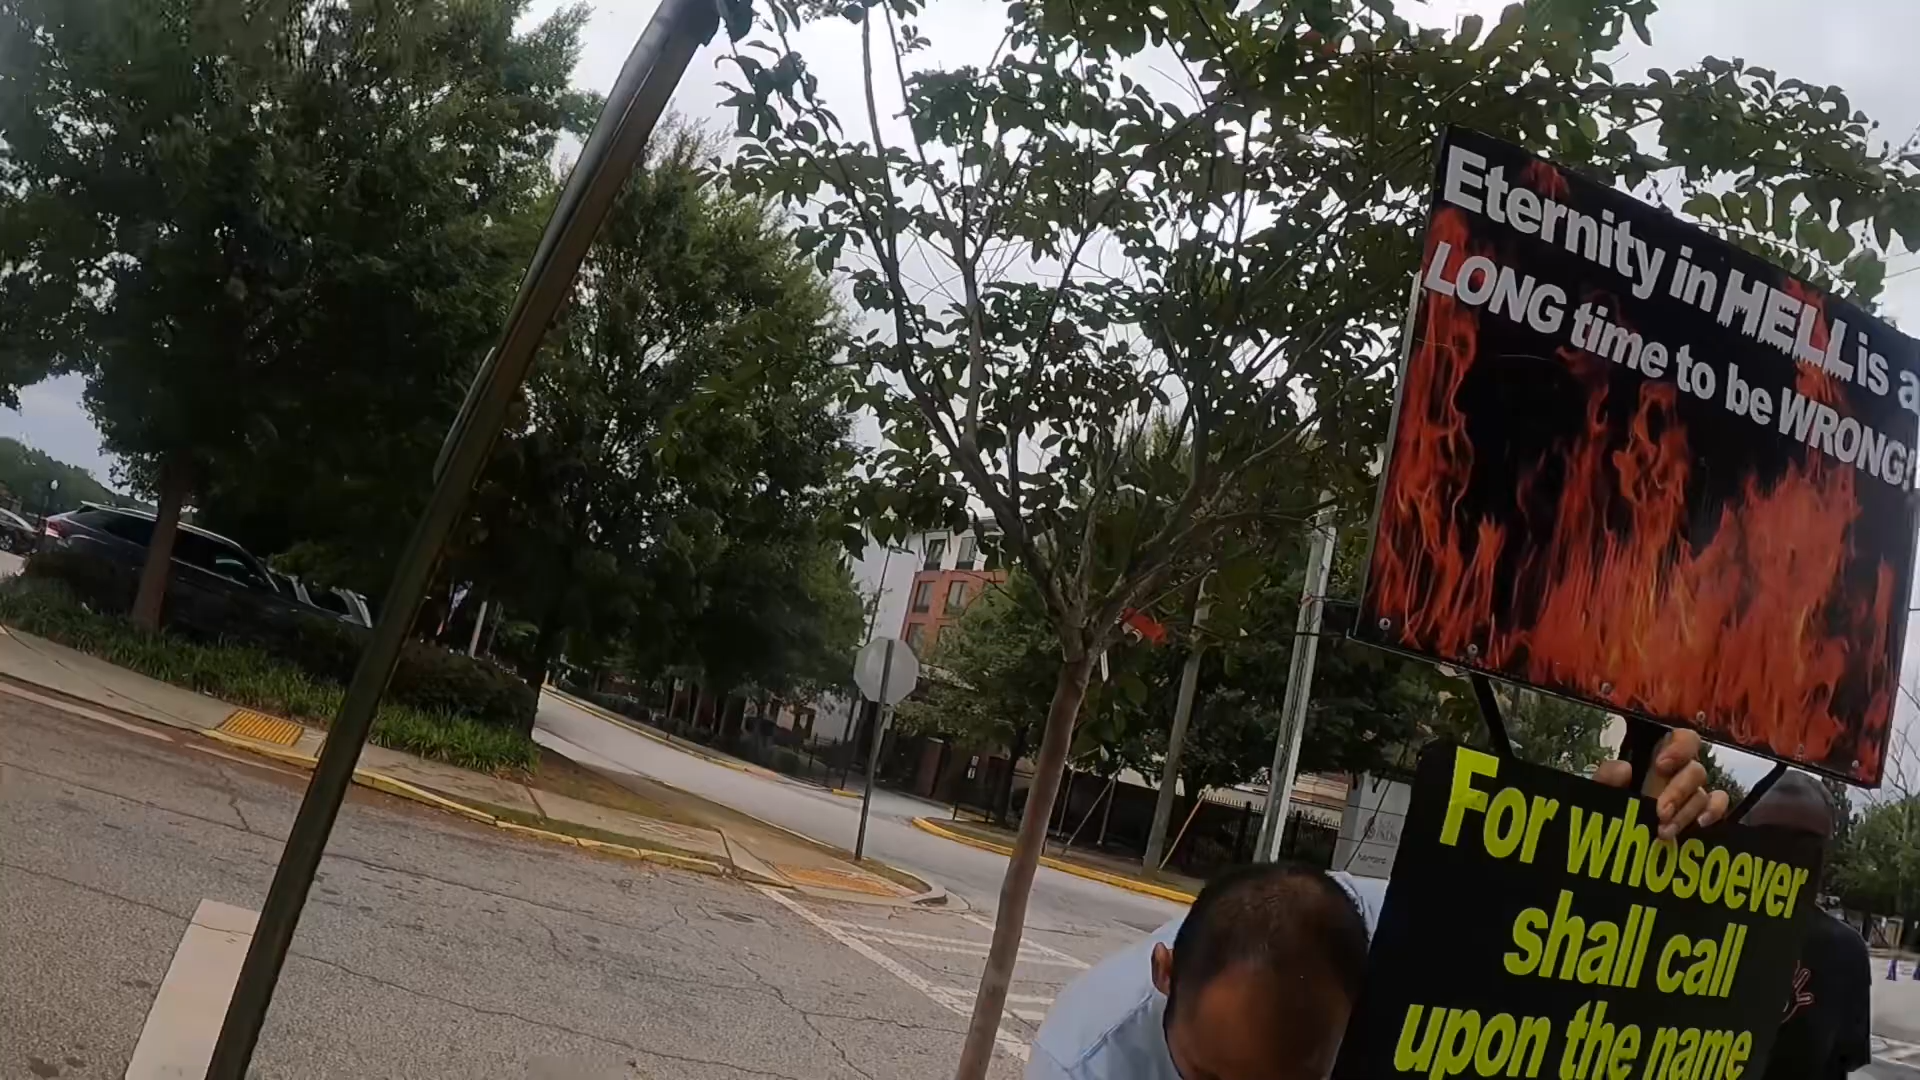 Eternity in HELL is a
LONG time to be WRONG!
For whosoever
shall call
upon the name